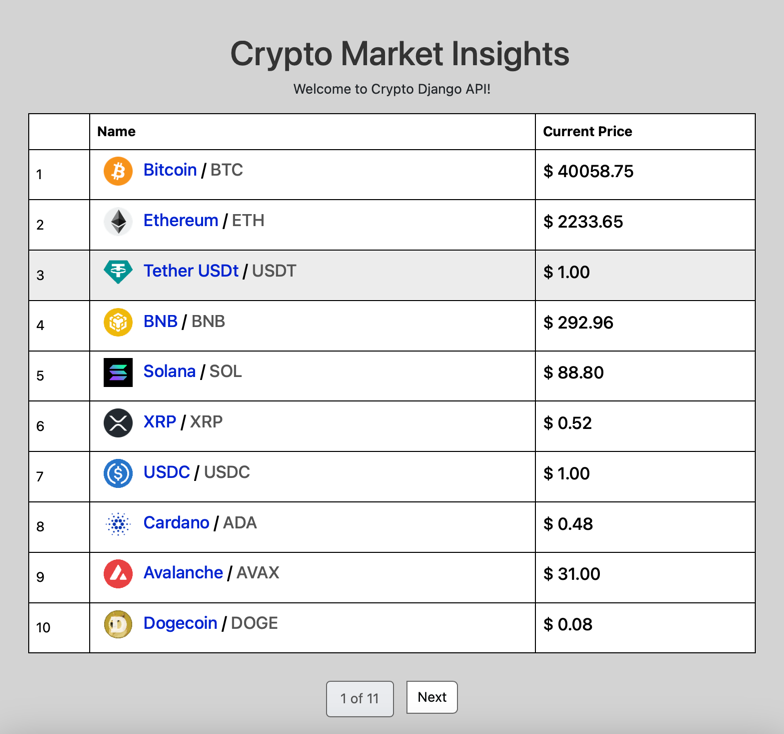 Crypto Market Insights
Welcome to Crypto Django API!
Name Current Price
1 Bitcoin / BTC $ 40058.75
2 Ethereum / ETH $ 2233.65
3 Tether USDt / USDT $ 1.00
4 BNB / BNB $ 292.96
5 Solana / SOL $ 88.80
6 XRP / XRP $ 0.52
7 USDC / USDC $ 1.00
8 Cardano / ADA $ 0.48
9 Avalanche / AVAX $ 31.00
10 Dogecoin / DOGE $ 0.08
1 of 11 Next